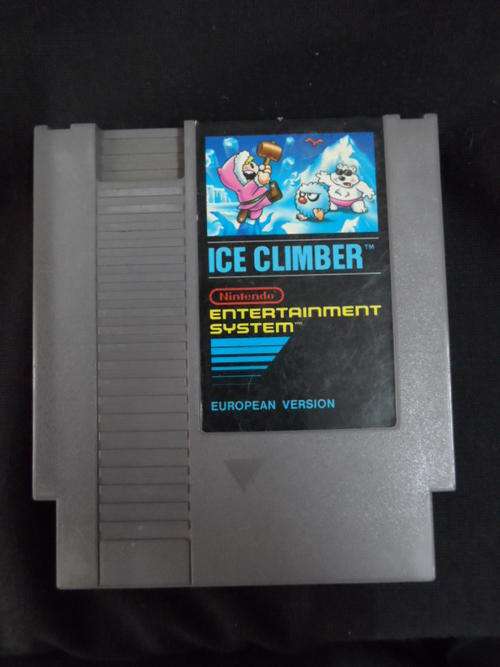 ICE CLIMBER™
Nintendo
ENTERTAINMENT
SYSTEM™
EUROPEAN VERSION